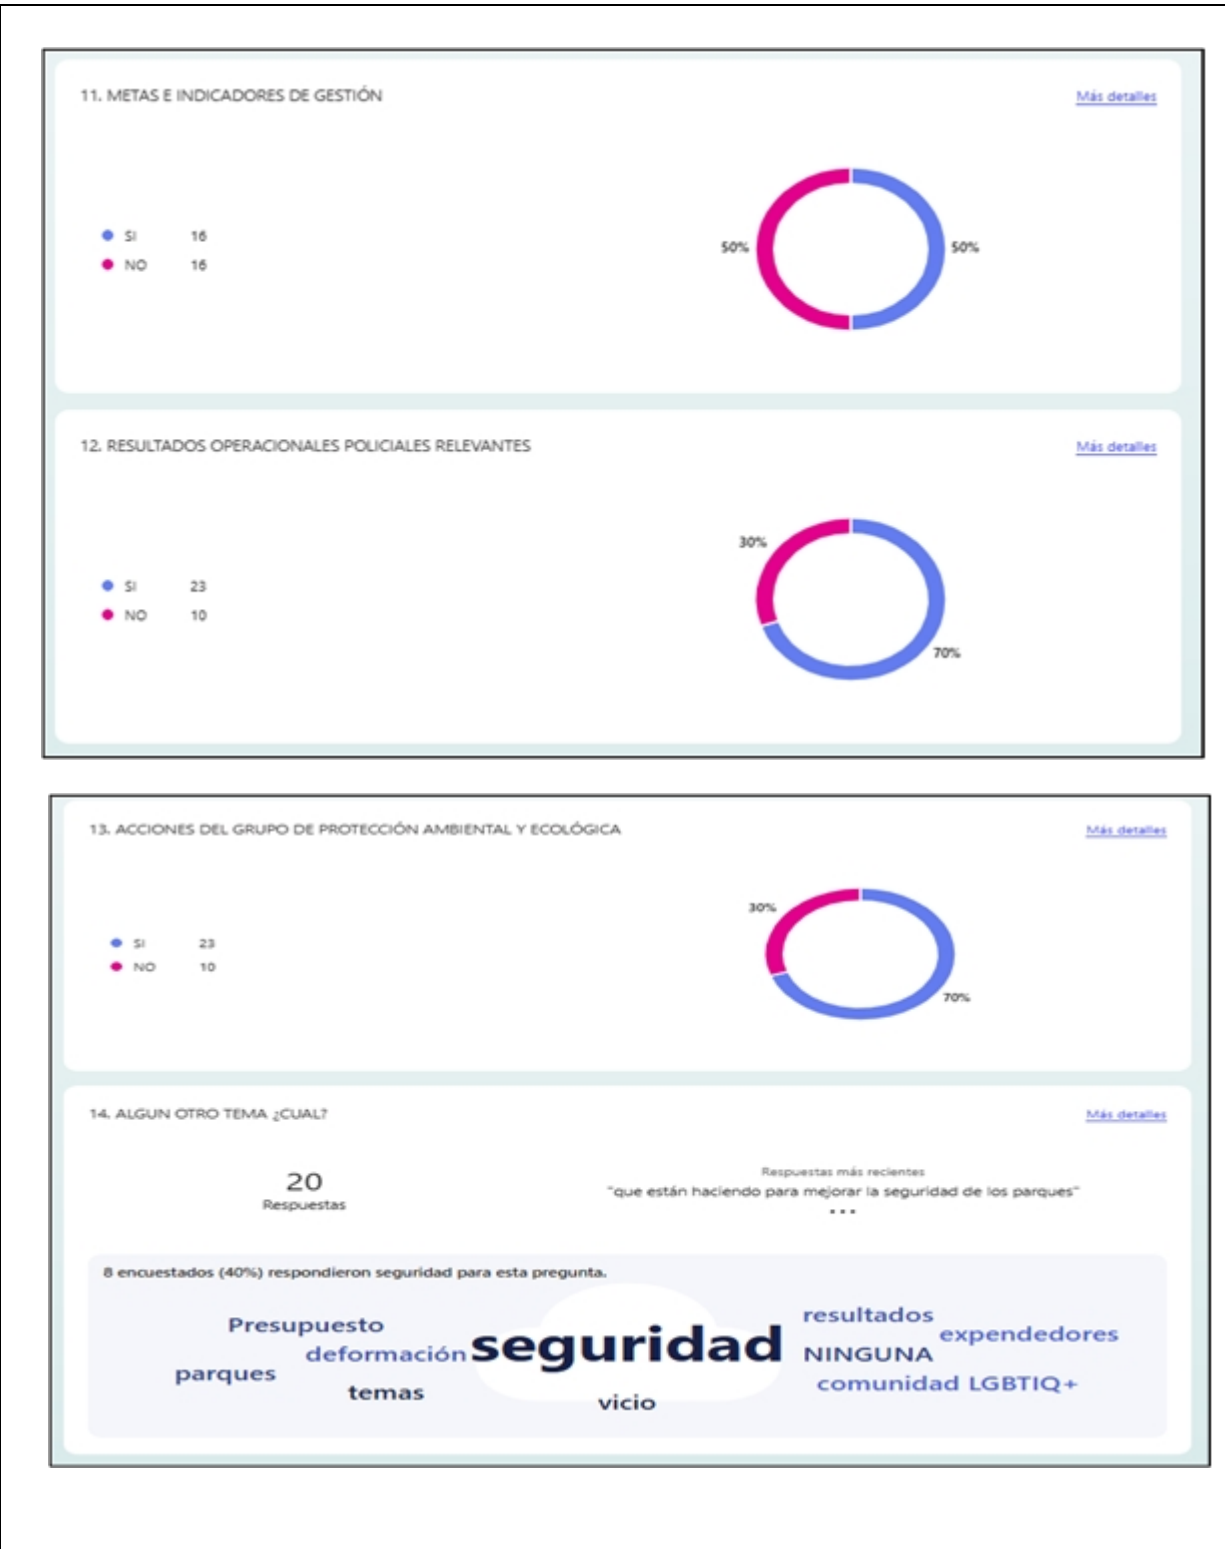 11. METAS E INDICADORES DE GESTIÓN
Más detalles
SI 16
NO 16
50%
50%
12. RESULTADOS OPERACIONALES POLICIALES RELEVANTES
Más detalles
SI 23
NO 10
30%
70%
13. ACCIONES DEL GRUPO DE PROTECCIÓN AMBIENTAL Y ECOLÓGICA
Más detalles
SI 23
NO 10
30%
70%
14. ALGUN OTRO TEMA ¿CUAL?
Más detalles
20
Respuestas
Respuestas más recientes
"que están haciendo para mejorar la seguridad de los parques"
...
8 encuestados (40%) respondieron seguridad para esta pregunta.
Presupuesto
deformación
parques
temas
seguridad
vicio
resultados
expendedores
NINGUNA
comunidad LGBTIQ+